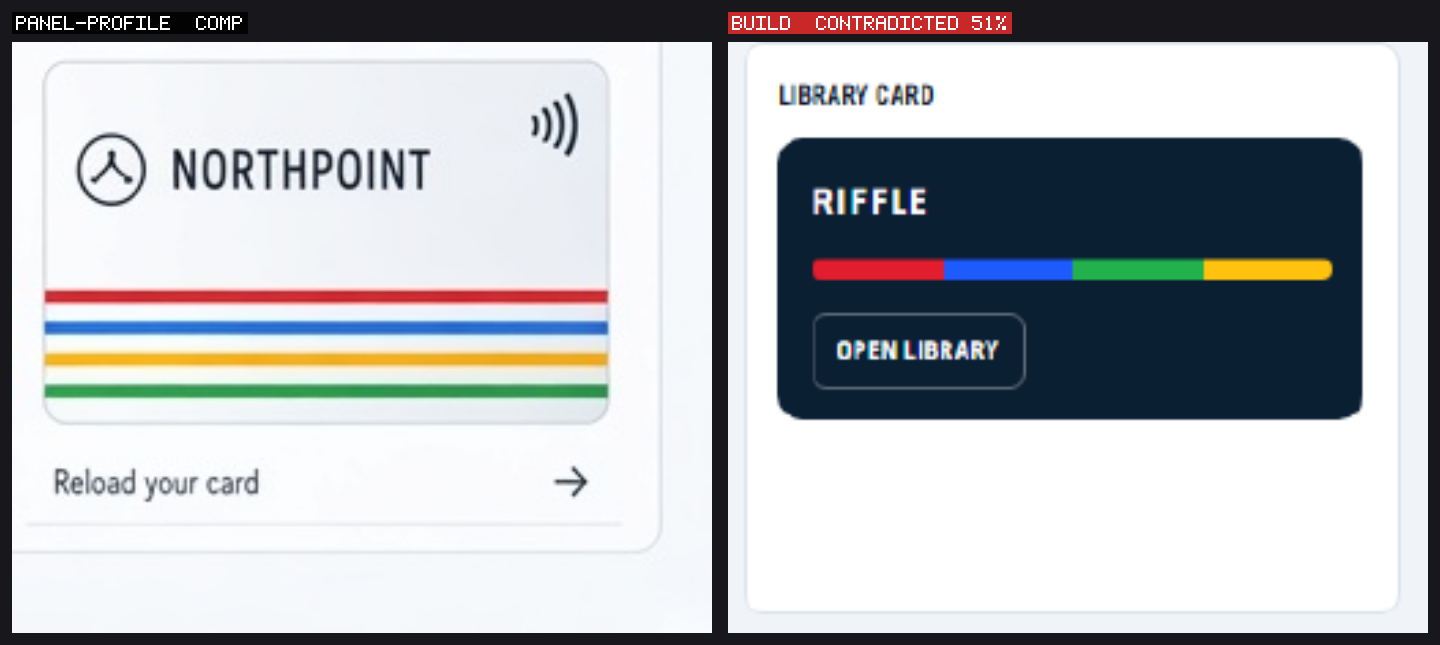 PANEL-PROFILE COMP
NORTHPOINT
Reload your card
BUILD CONTRADICTED 51%
LIBRARY CARD
RIFFLE
OPEN LIBRARY